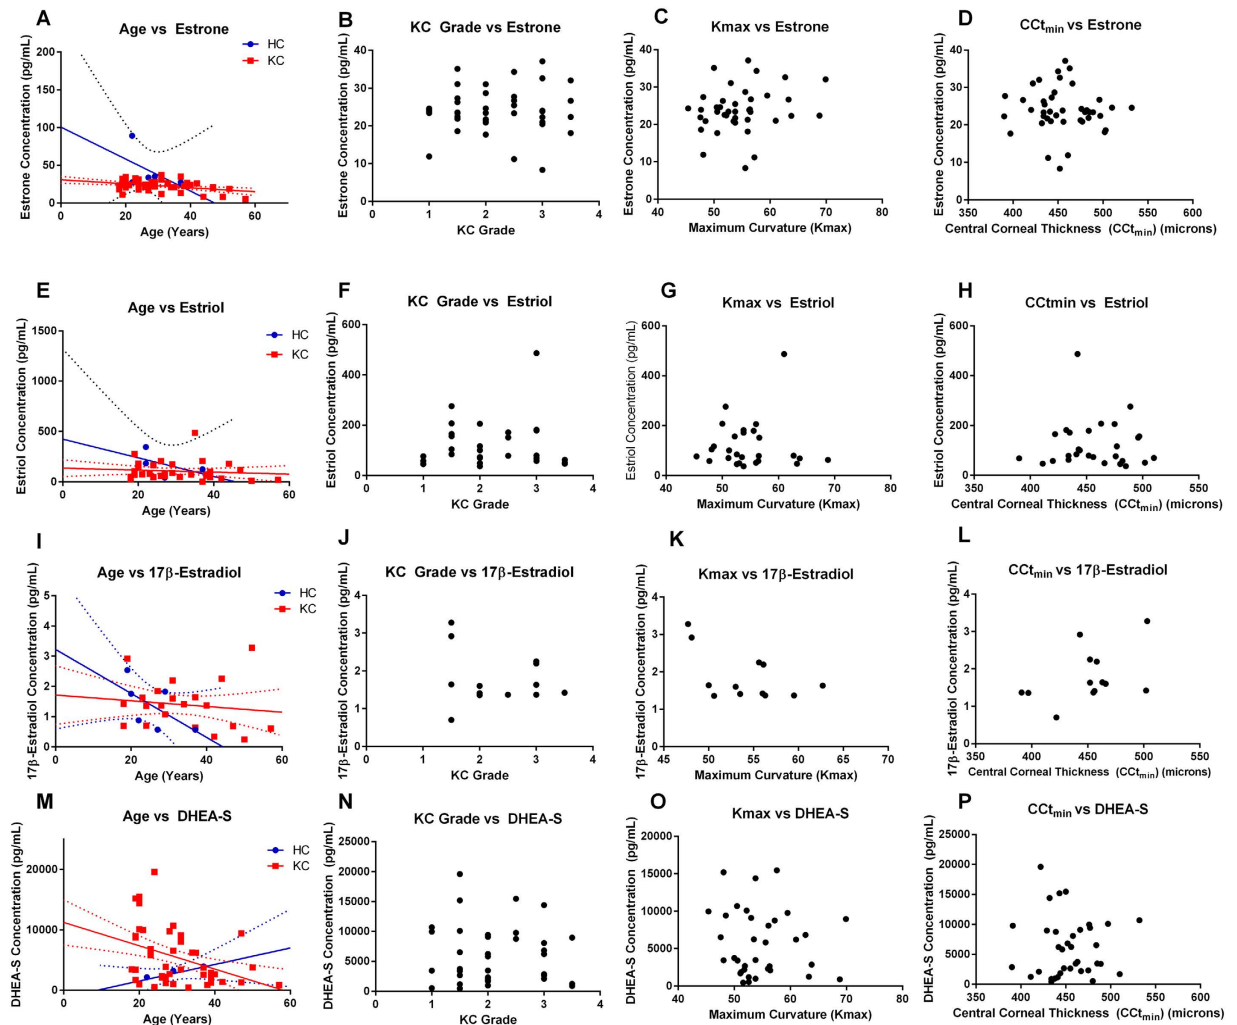 A
Age vs Estrone
HC
KC
Estrone Concentration (pg/mL)
200
150
100
50
0
0 20 40 60
Age (Years)
B
KC Grade vs Estrone
Estrone Concentration (pg/mL)
40
30
20
10
0
0 1 2 3 4
KC Grade
C
Kmax vs Estrone
Estrone Concentration (pg/mL)
40
30
20
10
0
40 50 60 70 80
Maximum Curvature (Kmax)
D
CCtmin vs Estrone
Estrone Concentration (pg/mL)
40
30
20
10
0
350 400 450 500 550 600
Central Corneal Thickness (CCtmin) (microns)
E
Age vs Estriol
HC
KC
Estriol Concentration (pg/mL)
1500
1000
500
0
0 20 40 60
Age (Years)
F
KC Grade vs Estriol
Estriol Concentration (pg/mL)
600
400
200
0
0 1 2 3 4
KC Grade
G
Kmax vs Estriol
Estriol Concentration (pg/mL)
600
400
200
0
40 50 60 70 80
Maximum Curvature (Kmax)
H
CCtmin vs Estriol
Estriol Concentration (pg/mL)
600
400
200
0
350 400 450 500 550
Central Corneal Thickness (CCtmin) (microns)
I
Age vs 17β-Estradiol
HC
KC
17β-Estradiol Concentration (pg/mL)
5
4
3
2
1
0
0 20 40 60
Age (Years)
J
KC Grade vs 17β-Estradiol
17β-Estradiol Concentration (pg/mL)
4
3
2
1
0
0 1 2 3 4
KC Grade
K
Kmax vs 17β-Estradiol
17β-Estradiol Concentration (pg/mL)
4
3
2
1
0
45 50 55 60 65 70
Maximum Curvature (Kmax)
L
CCtmin vs 17β-Estradiol
17β-Estradiol Concentration (pg/mL)
4
3
2
1
0
350 400 450 500 550
Central Corneal Thickness (CCtmin) (microns)
M
Age vs DHEA-S
HC
KC
DHEA-S Concentration (pg/mL)
20000
10000
0
0 20 40 60
Age (Years)
N
KC Grade vs DHEA-S
DHEA-S Concentration (pg/mL)
25000
20000
15000
10000
5000
0
0 1 2 3 4
KC Grade
O
Kmax vs DHEA-S
DHEA-S Concentration (pg/mL)
20000
15000
10000
5000
0
40 50 60 70 80
Maximum Curvature (Kmax)
P
CCtmin vs DHEA-S
DHEA-S Concentration (pg/mL)
25000
20000
15000
10000
5000
0
350 400 450 500 550 600
Central Corneal Thickness (CCtmin) (microns)